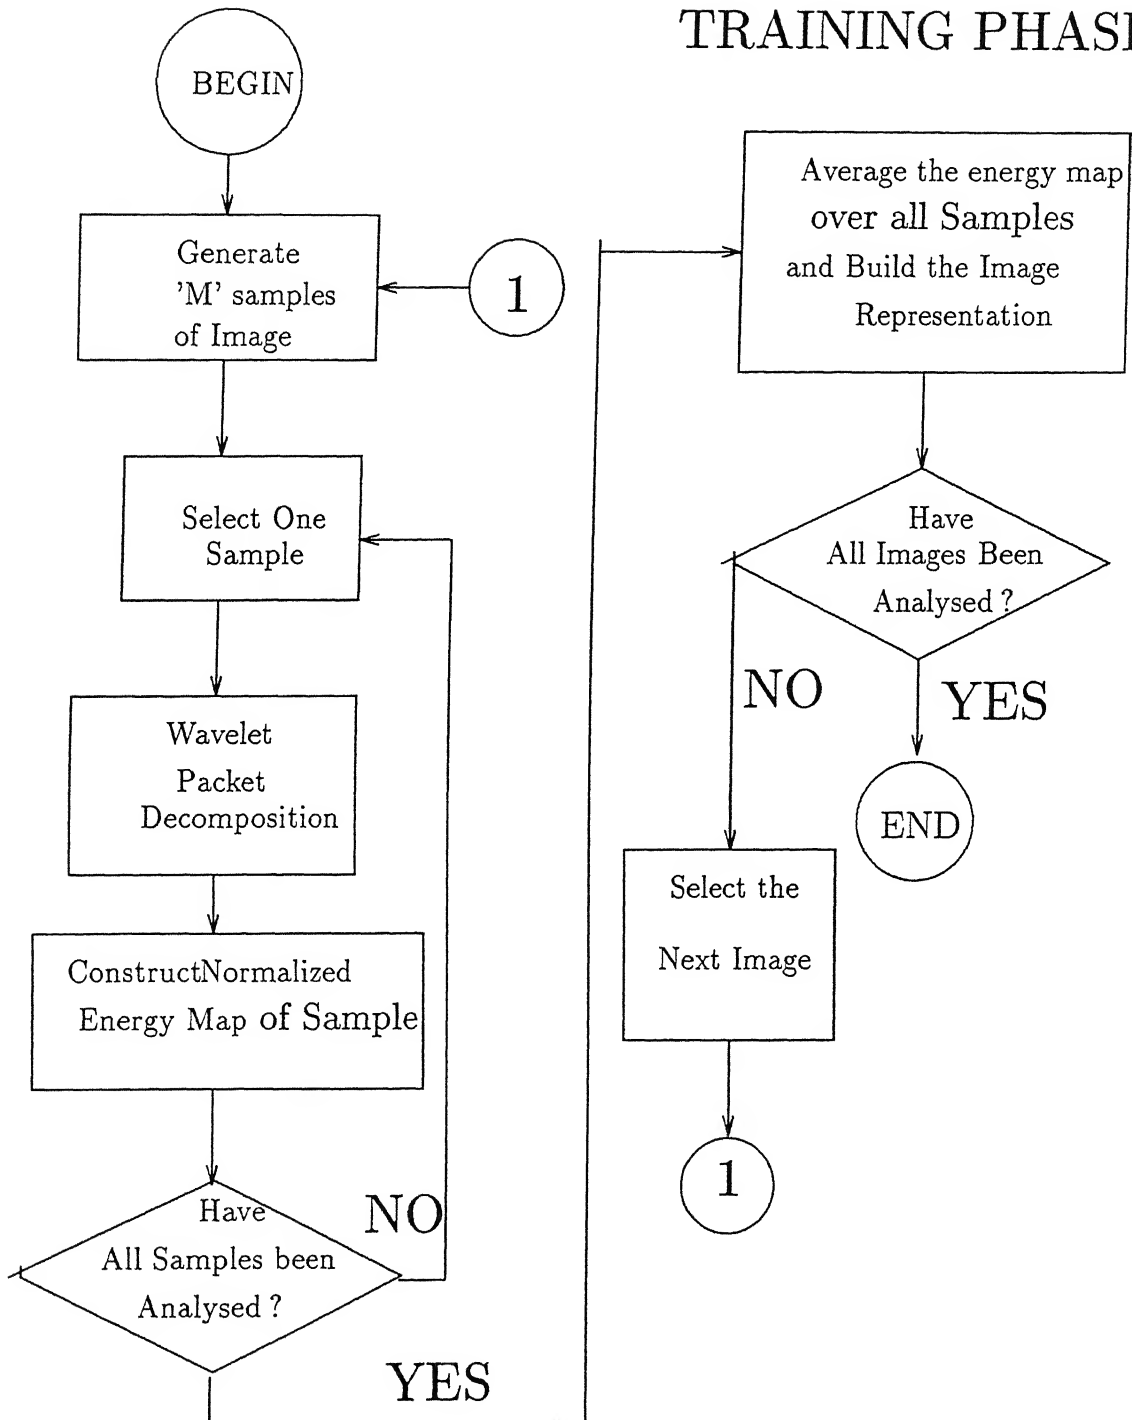 TRAINING PHASE
BEGIN
Generate
'M' samples
of Image
1
Select One
Sample
Wavelet
Packet
Decomposition
ConstructNormalized
Energy Map of Sample
Have
All Samples been
Analysed ?
NO
YES
Average the energy map
over all Samples
and Build the Image
Representation
Have
All Images Been
Analysed ?
NO
YES
END
Select the
Next Image
1